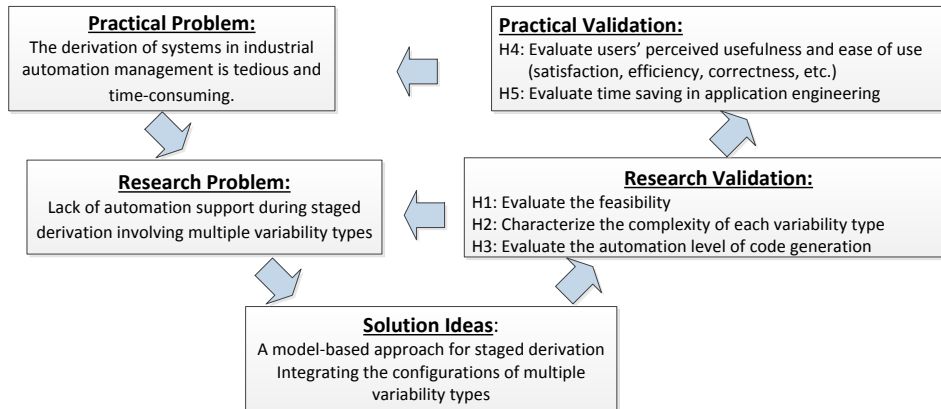 Practical Problem:
The derivation of systems in industrial
automation management is tedious and
time-consuming.
Practical Validation:
H4: Evaluate users’ perceived usefulness and ease of use
(satisfaction, efficiency, correctness, etc.)
H5: Evaluate time saving in application engineering
Research Problem:
Lack of automation support during staged
derivation involving multiple variability types
Research Validation:
H1: Evaluate the feasibility
H2: Characterize the complexity of each variability type
H3: Evaluate the automation level of code generation
Solution Ideas:
A model-based approach for staged derivation
Integrating the configurations of multiple
variability types